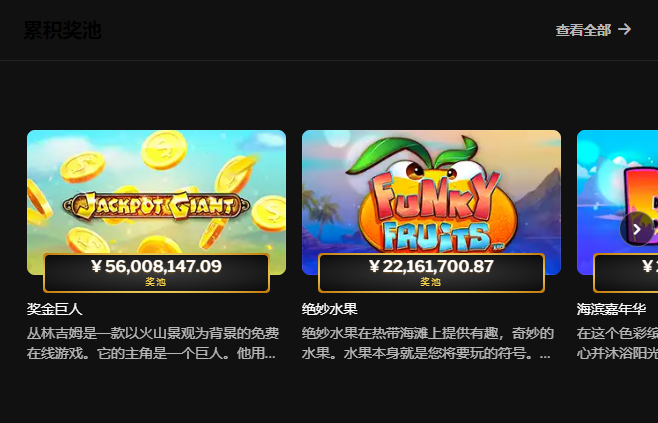 累积奖池
查看全部
JACKPOT GIANT
¥ 56,008,147.09
奖池
奖金巨人
丛林吉姆是一款以火山景观为背景的免费
在线游戏。它的主角是一个巨人。他用...
FUNKY
FRUITS
¥ 22,161,700.87
奖池
绝妙水果
绝妙水果在热带海滩上提供有趣，奇妙的
水果。水果本身就是您将要玩的符号。...
海滨嘉年华
在这个色彩缤
心并沐浴阳光